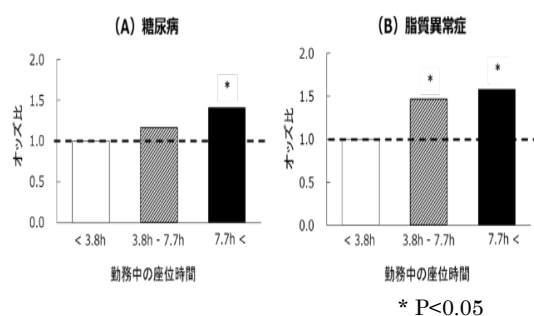 (A) 糖尿病
オッズ比
2.0
1.5
1.0
0.5
0.0
*
< 3.8h
3.8h - 7.7h
7.7h <
勤務中の座位時間
(B) 脂質異常症
オッズ比
2.0
1.5
1.0
0.5
0.0
*
*
< 3.8h
3.8h - 7.7h
7.7h <
勤務中の座位時間
* P<0.05